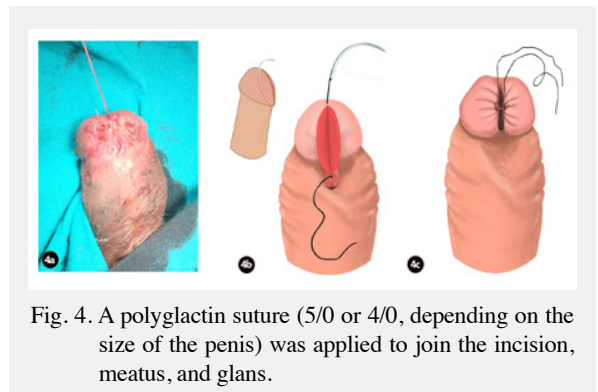 4a
4b
4c
Fig. 4. A polyglactin suture (5/0 or 4/0, depending on the
size of the penis) was applied to join the incision,
meatus, and glans.